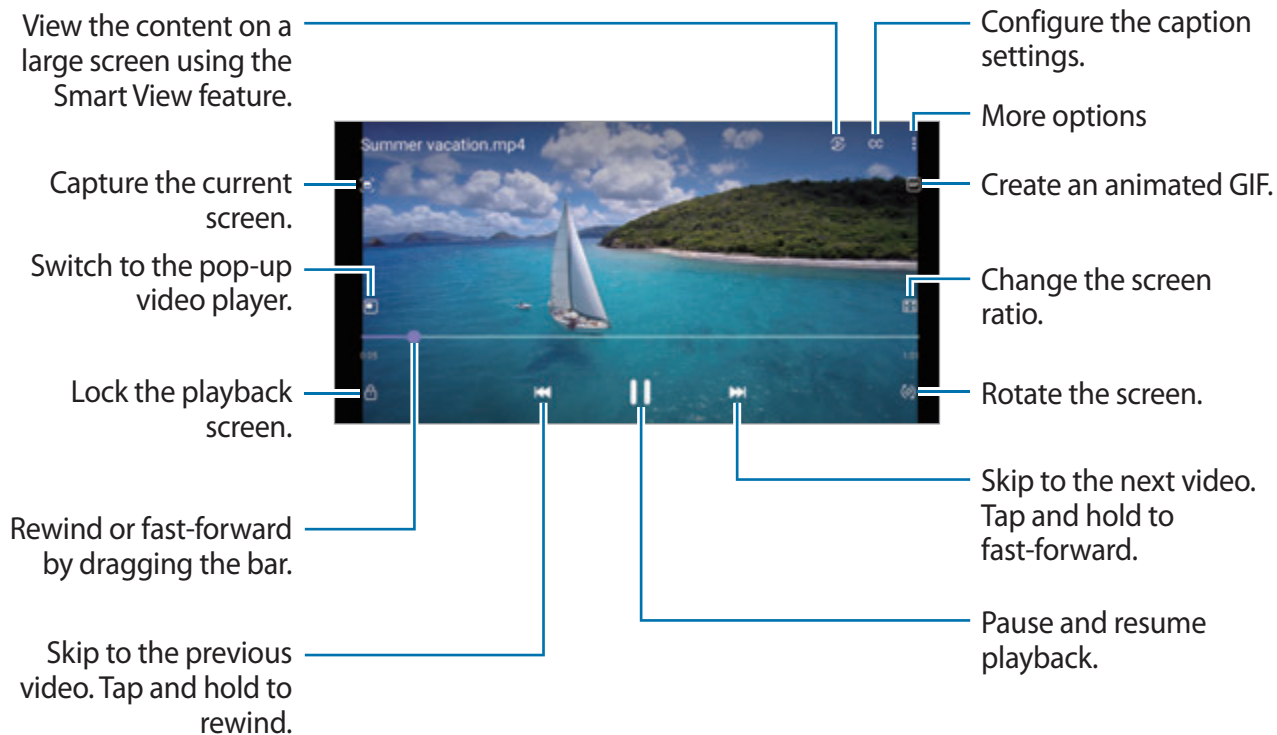 View the content on a
large screen using the
Smart View feature.
Configure the caption
settings.
More options
Summer vacation.mp4
CC
Capture the current
screen.
Create an animated GIF.
Switch to the pop-up
video player.
Change the screen
ratio.
0:05
Lock the playback
screen.
Rotate the screen.
Rewind or fast-forward
by dragging the bar.
Skip to the next video.
Tap and hold to
fast-forward.
Skip to the previous
video. Tap and hold to
rewind.
Pause and resume
playback.